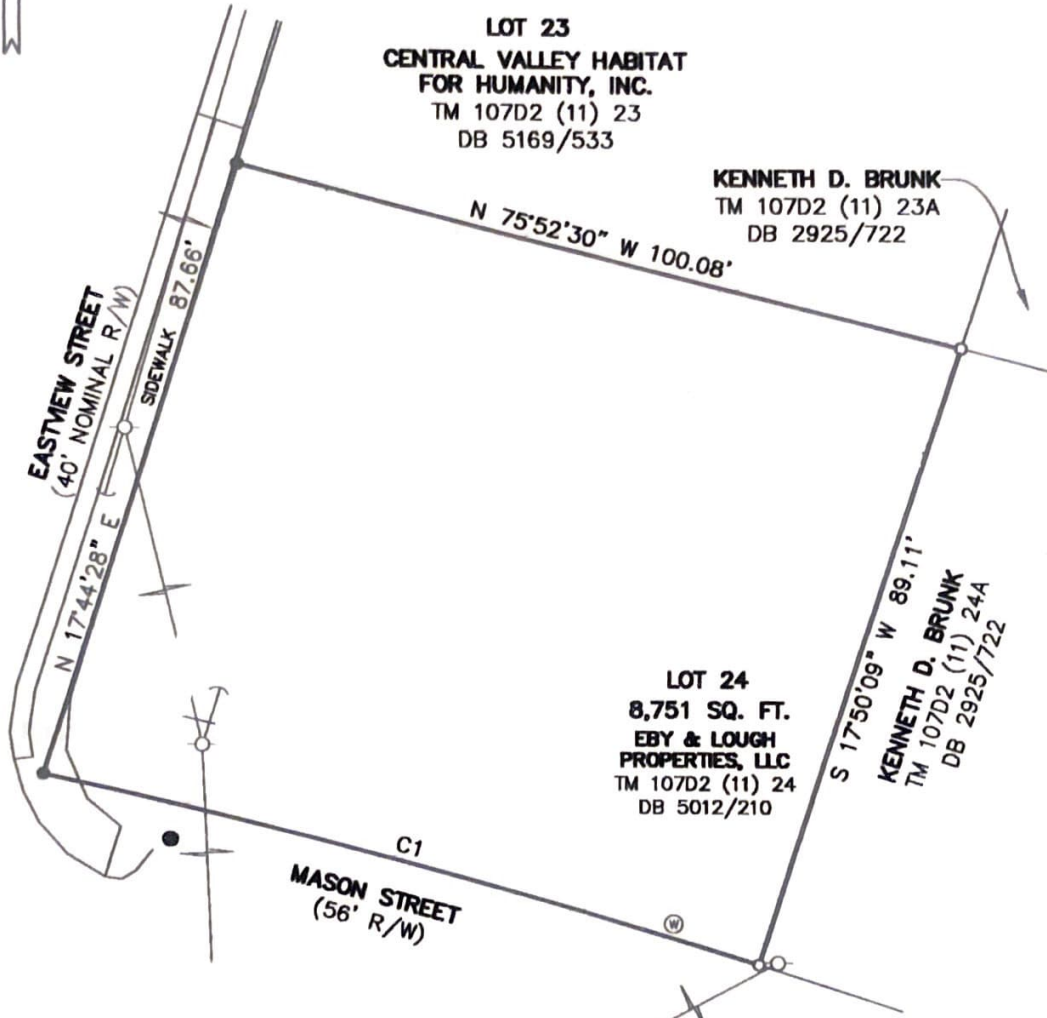 LOT 23
CENTRAL VALLEY HABITAT
FOR HUMANITY, INC.
TM 107D2 (11) 23
DB 5169/533
KENNETH D. BRUNK
TM 107D2 (11) 23A
DB 2925/722
N 75°52'30" W 100.08'
EASTVIEW STREET
(40' NOMINAL R/W)
SIDEWALK
N 17°44'28" E 87.66'
S 17°50'09" W 89.11'
KENNETH D. BRUNK
TM 107D2 (11) 24A
DB 2925/722
LOT 24
8,751 SQ. FT.
EBY & LOUGH
PROPERTIES, LLC
TM 107D2 (11) 24
DB 5012/210
C1
MASON STREET
(56' R/W)
W